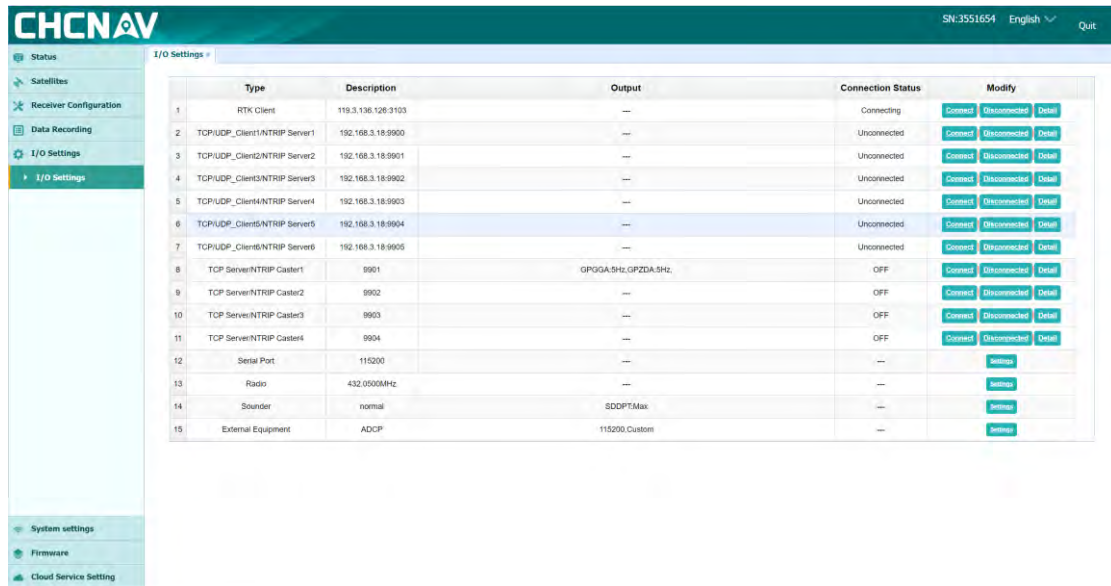 CHCNAV
SN:3551654 English Quit
Status
Satellites
Receiver Configuration
Data Recording
I/O Settings
I/O Settings
System settings
Firmware
Cloud Service Setting
I/O Settings
Type Description Output Connection Status Modify
1 RTK Client 119.3.136.126:3103 --- Connecting Connect Disconnected Detail
2 TCP/UDP_Client1/NTRIP Server1 192.168.3.18:9900 --- Unconnected Connect Disconnected Detail
3 TCP/UDP_Client2/NTRIP Server2 192.168.3.18:9901 --- Unconnected Connect Disconnected Detail
4 TCP/UDP_Client3/NTRIP Server3 192.168.3.18:9902 --- Unconnected Connect Disconnected Detail
5 TCP/UDP_Client4/NTRIP Server4 192.168.3.18:9903 --- Unconnected Connect Disconnected Detail
6 TCP/UDP_Client5/NTRIP Server5 192.168.3.18:9904 --- Unconnected Connect Disconnected Detail
7 TCP/UDP_Client6/NTRIP Server6 192.168.3.18:9905 --- Unconnected Connect Disconnected Detail
8 TCP Server/NTRIP Caster1 9901 GPGGA:5Hz,GPZDA:5Hz, OFF Connect Disconnected Detail
9 TCP Server/NTRIP Caster2 9902 --- OFF Connect Disconnected Detail
10 TCP Server/NTRIP Caster3 9903 --- OFF Connect Disconnected Detail
11 TCP Server/NTRIP Caster4 9904 --- OFF Connect Disconnected Detail
12 Serial Port 115200 --- --- Settings
13 Radio 432.0500MHz --- --- Settings
14 Sounder normal SDDPT:Max --- Settings
15 External Equipment ADCP 115200,Custom --- Settings